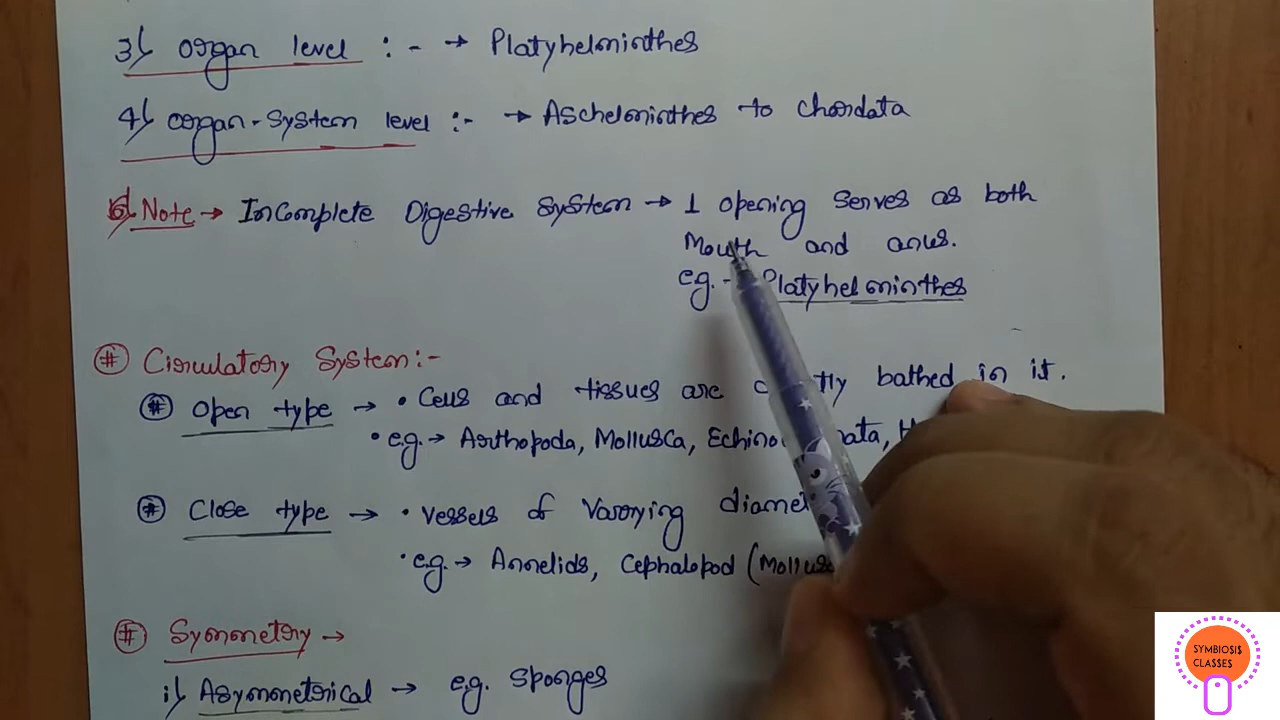 3) Organ level :- → Platyhelminthes
4) Organ-System level :- → Aschelminthes to Chordata
Note → Incomplete Digestive System → 1 opening serves as both
Mouth and anus.
e.g. - Platyhelminthes
# Circulatory System :-
# Open type → • Cells and tissues are bathed in it.
• e.g. → Arthopoda, Mollusca,
# Close type → • Vessels of Varying
• e.g. → Annelids, Cephalopod
# Symmetry →
i) Asymmetrical → e.g. Sponges
SYMBIOSIS
CLASSES